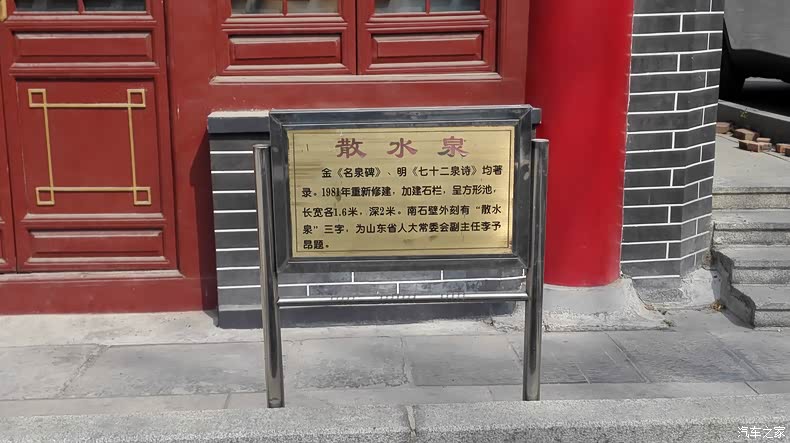 散水泉
金《名泉碑》、明《七十二泉诗》均著
录。1981年重新修建，加建石栏，呈方形池，
长宽各1.6米，深2米。南石壁外刻有“散水
泉”三字，为山东省人大常委会副主任李予
昂题。
汽车之家